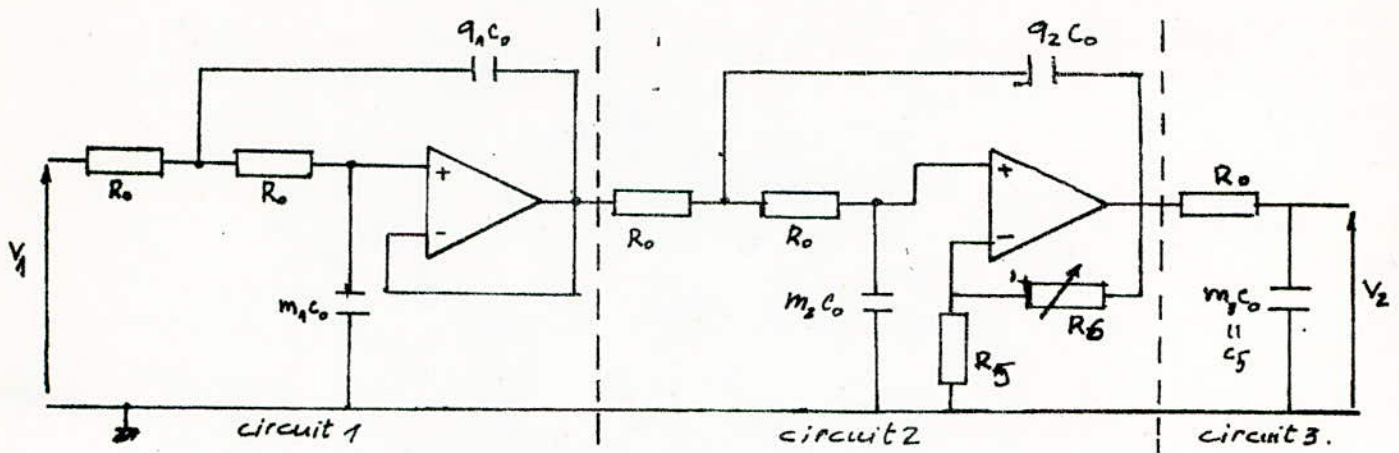 q₁C₀
q₂C₀
+
-
+
-
R₀
R₀
R₀
R₀
R₀
V₁
m₁C₀
m₂C₀
R₅
R₆
m₃C₀
"
C₅
V₂
circuit 1
circuit 2
circuit 3.